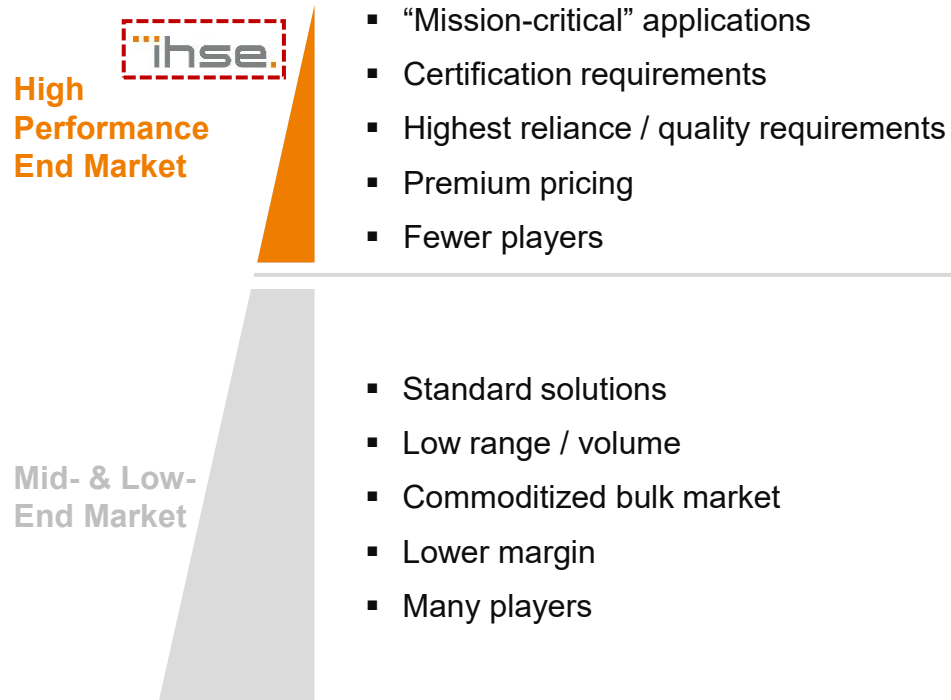 ihse.
High
Performance
End Market
▪ “Mission-critical” applications
▪ Certification requirements
▪ Highest reliance / quality requirements
▪ Premium pricing
▪ Fewer players
Mid- & Low-
End Market
▪ Standard solutions
▪ Low range / volume
▪ Commoditized bulk market
▪ Lower margin
▪ Many players